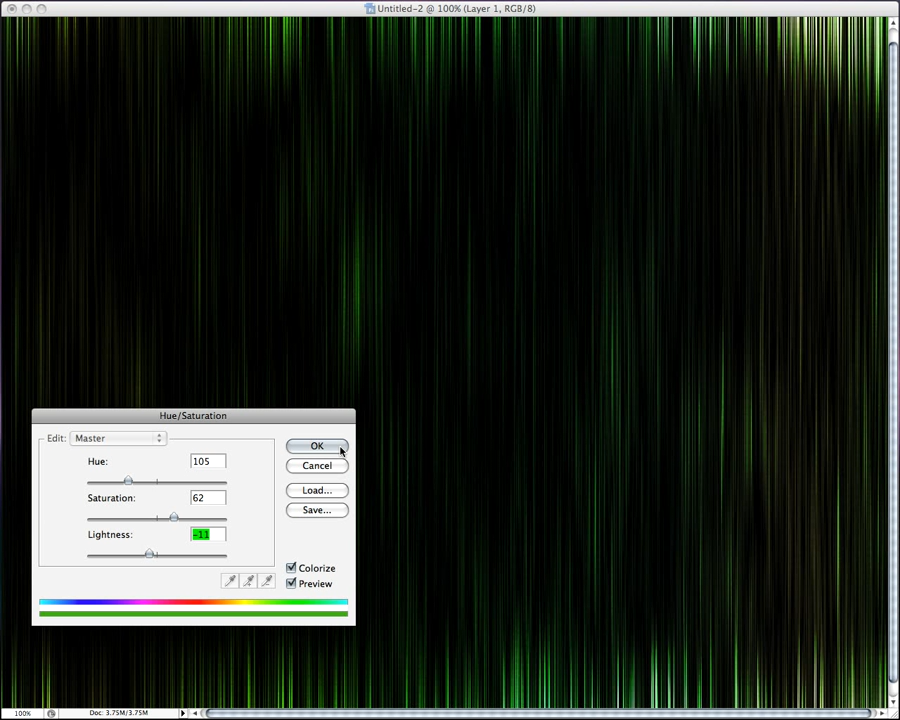 Untitled-2 @ 100% (Layer 1, RGB/8)
Hue/Saturation
Edit: Master
OK
Hue: 105
Cancel
Load...
Saturation: 62
Save...
Lightness: -11
Colorize
Preview
100% Doc: 3.75M/3.75M